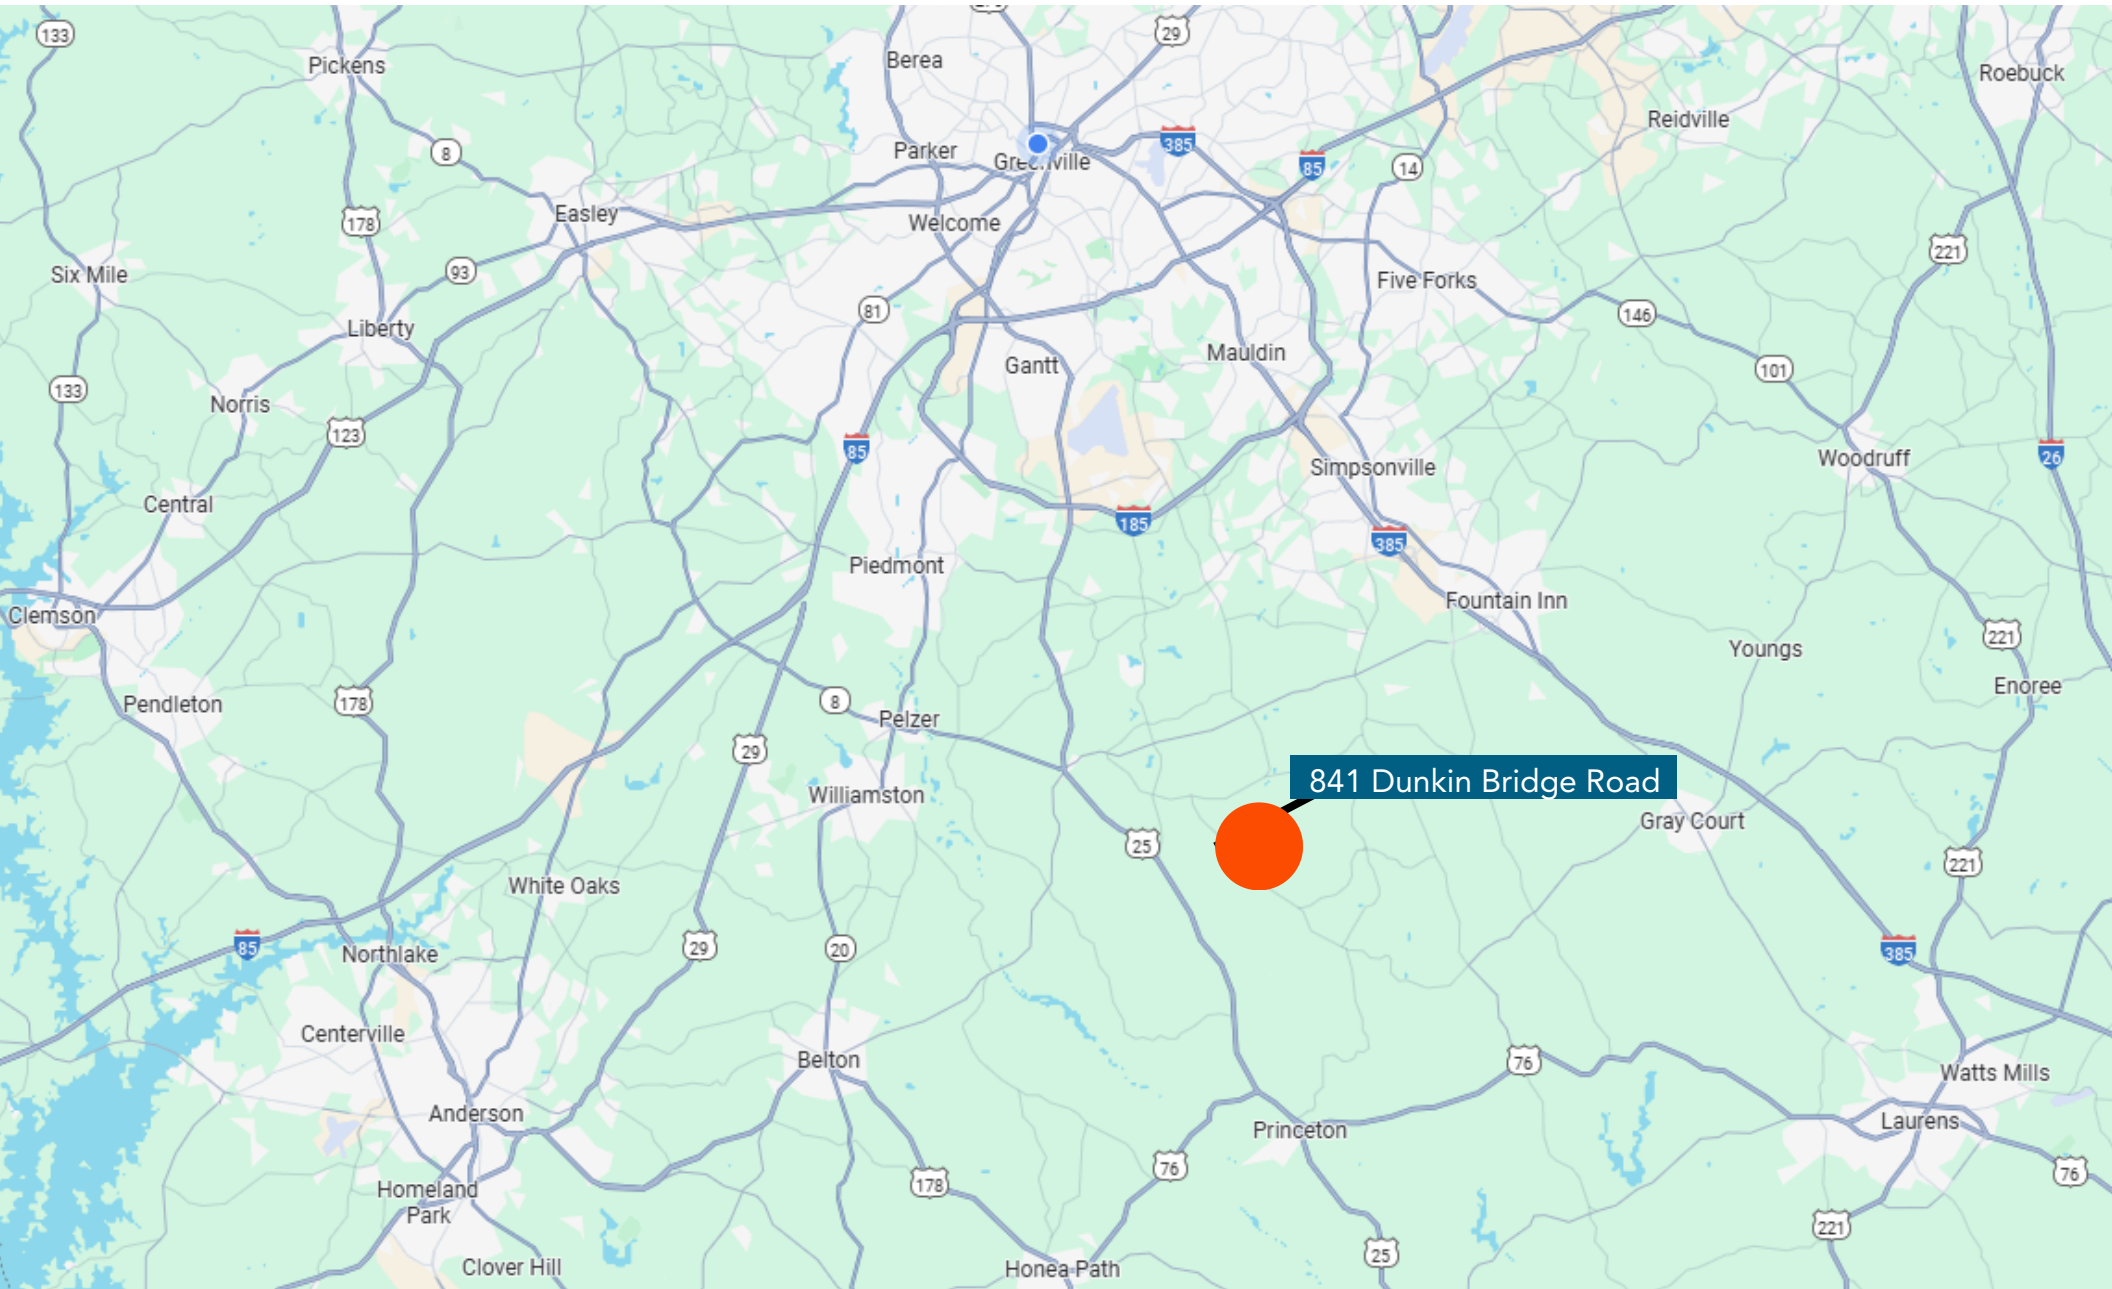 133
Pickens
Berea
29
Roebuck
Reidville
8
Parker
Greenville
385
85
14
178
Easley
Welcome
221
Six Mile
93
Five Forks
81
146
Liberty
Mauldin
Gantt
101
133
Norris
123
85
Simpsonville
Woodruff
26
Central
185
385
Piedmont
Clemson
Fountain Inn
221
Youngs
Enoree
178
Pendleton
8
Pelzer
29
841 Dunkin Bridge Road
Williamston
25
Gray Court
221
White Oaks
85
Northlake
29
20
385
Centerville
Belton
76
Watts Mills
Anderson
Princeton
Laurens
76
76
178
Homeland
Park
221
25
Clover Hill
Honea Path